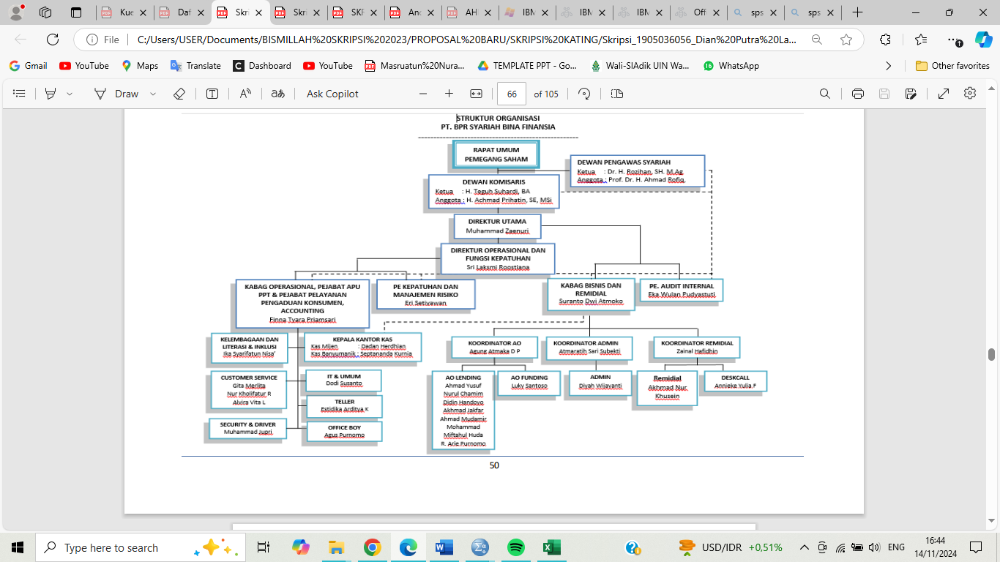 Kue
Daf
Skri
Skri
SKF
And
AHI
IBM
IBM
IBM
Off
sps
sps
File
C:/Users/USER/Documents/BISMILLAH%20SKRIPSI%202023/PROPOSAL%20BARU/SKRIPSI%20KATING/Skripsi_1905036056_Dian%20Putra%20La...
Gmail
YouTube
Maps
Translate
Dashboard
YouTube
Masruatun%20Nura...
TEMPLATE PPT - Go...
Wali-SIAdik UIN Wa...
WhatsApp
Other favorites
Draw
Ask Copilot
66 of 105
STRUKTUR ORGANISASI
PT. BPR SYARIAH BINA FINANSIA
RAPAT UMUM
PEMEGANG SAHAM
DEWAN PENGAWAS SYARIAH
Ketua : Dr. H. Rozihan, SH. M.Ag
Anggota : Prof. Dr. H. Ahmad Rofiq,
DEWAN KOMISARIS
Ketua : H. Teguh Suhardi, BA
Anggota : H. Achmad Prihatin, SE, MSi
DIREKTUR UTAMA
Muhammad Zaenuri
DIREKTUR OPERASIONAL DAN
FUNGSI KEPATUHAN
Sri Laksmi Roostiana
KABAG OPERASIONAL, PEJABAT APU
PPT & PEJABAT PELAYANAN
PENGADUAN KONSUMEN,
ACCOUNTING
Finna Tyara Priamsari
PE KEPATUHAN DAN
MANAJEMEN RISIKO
Eri Setiyawan
KABAG BISNIS DAN
REMIDIAL
Suranto Dwi Atmoko
PE. AUDIT INTERNAL
Eka Wulan Pudyastuti
KELEMBAGAAN DAN
LITERASI & INKLUSI
Ika Syarifatun Nisa'
KEPALA KANTOR KAS
Kas Mijen : Dadan Herdhian
Kas Banyumanik : Septananda Kurnia
KOORDINATOR AO
Agung Atmaka D P
KOORDINATOR ADMIN
Atmaratih Sari Subekti
KOORDINATOR REMIDIAL
Zainal Hafidhin
CUSTOMER SERVICE
Gita Merlita
Nur Kholifatur R
Alvira Vita L
IT & UMUM
Dodi Susanto
TELLER
Estidika Arditya K
SECURITY & DRIVER
Muhammad Jupri
OFFICE BOY
Agus Purnomo
AO LENDING
Ahmad Yusuf
Nurul Chamim
Didin Handoyo
Akhmad Jakfar
Ahmad Mudamir
Mohammad
Miftahul Huda
R. Arie Purnomo
AO FUNDING
Luky Santoso
ADMIN
Diyah Wijayanti
Remidial
Akhmad Nur
Khusein
DESKCALL
Annieke Yulia.P
50
Type here to search
USD/IDR +0,51%
ENG
16:44
14/11/2024